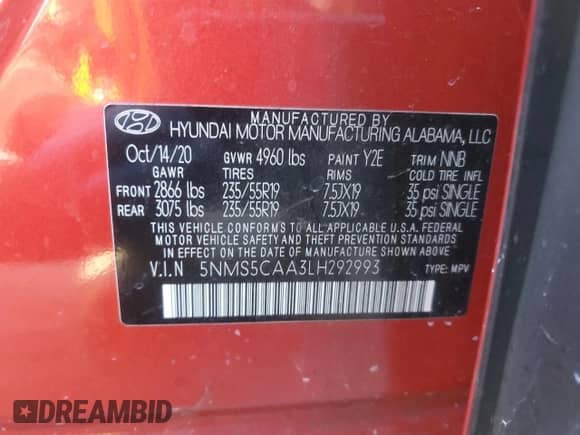 MANUFACTURED BY
HYUNDAI MOTOR MANUFACTURING ALABAMA, LLC
Oct/14/20 GVWR 4960 lbs PAINT Y2E TRIM NNB
GAWR TIRES RIMS COLD TIRE INFL
FRONT 2866 lbs 235/55R19 7.5JX19 35 psi SINGLE
REAR 3075 lbs 235/55R19 7.5JX19 35 psi SINGLE
THIS VEHICLE CONFORMS TO ALL APPLICABLE U.S.A. FEDERAL
MOTOR VEHICLE SAFETY, BUMPER, AND THEFT PREVENTION
STANDARDS IN EFFECT ON THE DATE OF MANUFACTURE SHOWN ABOVE.
V.I.N 5NMS5CAA3LH292993 TYPE: MPV
DREAMBID